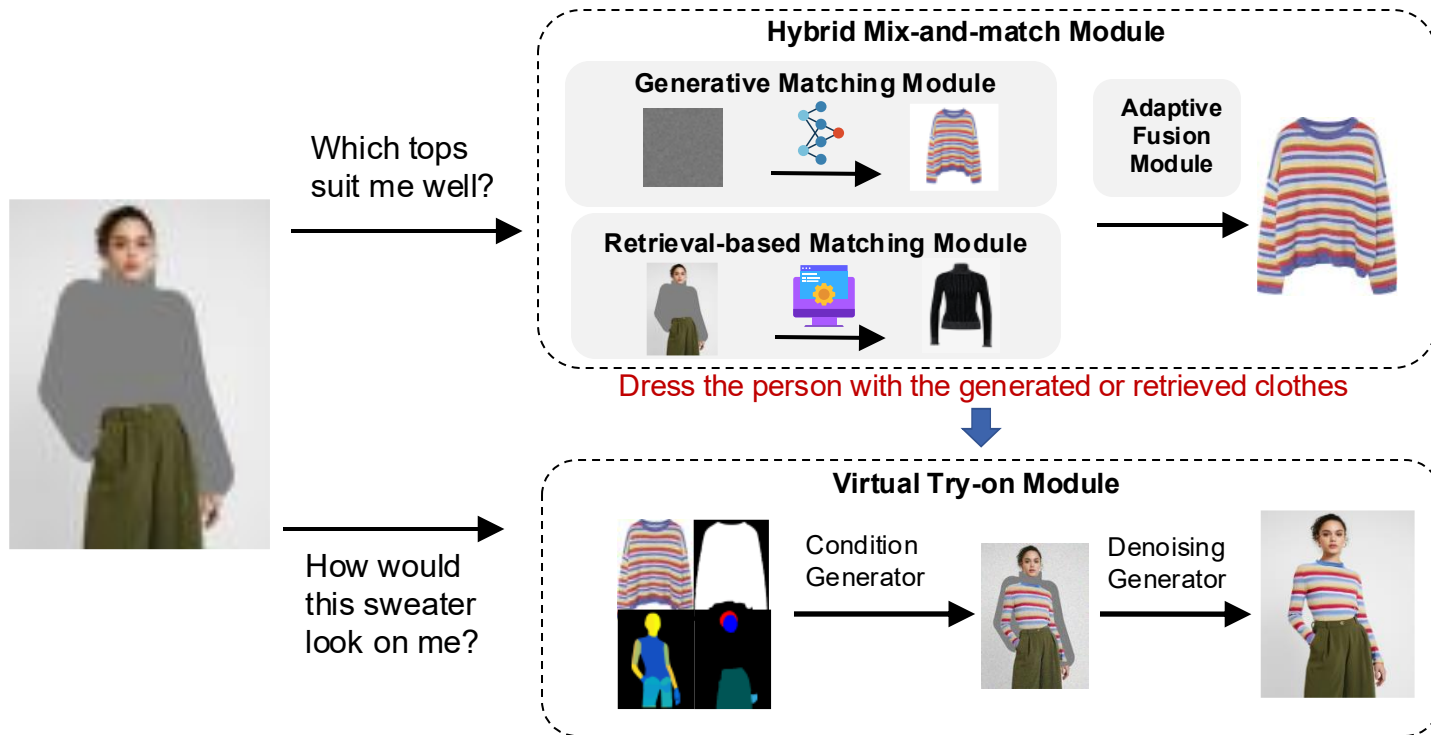 Hybrid Mix-and-match Module
Generative Matching Module
Adaptive
Fusion
Module
Which tops
suit me well?
Retrieval-based Matching Module
Dress the person with the generated or retrieved clothes
Virtual Try-on Module
Condition
Generator
Denoising
Generator
How would
this sweater
look on me?